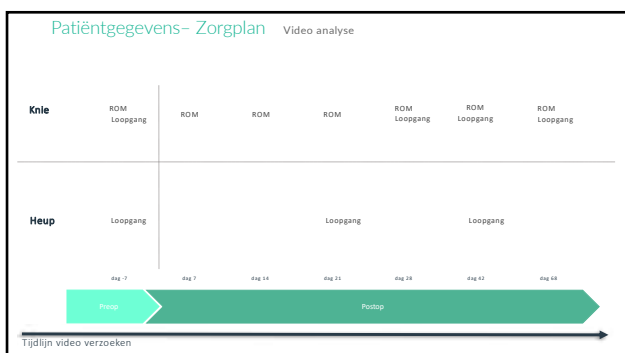 Patiëntgegevens– Zorgplan Video analyse
Knie ROM ROM ROM ROM ROM ROM ROM
Loopgang Loopgang Loopgang Loopgang
Heup Loopgang Loopgang Loopgang
dag -7 dag 7 dag 14 dag 21 dag 28 dag 42 dag 63
Preop Postop
Tijdlijn video verzoeken